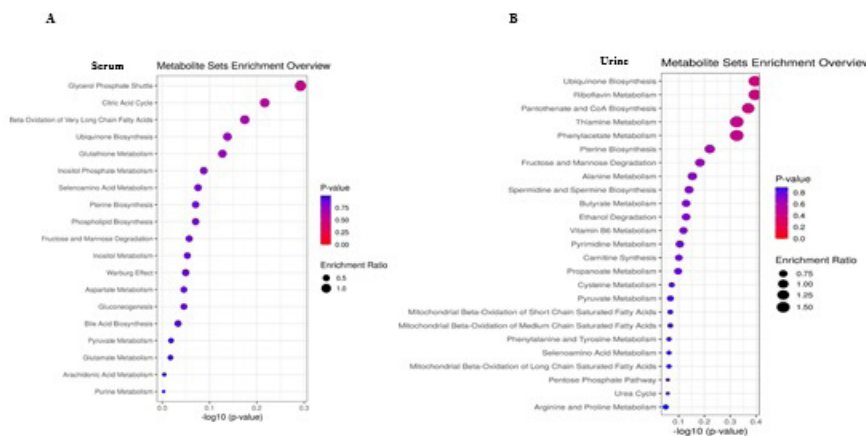 A
B
Serum
Metabolite Sets Enrichment Overview
Glycerol Phosphate Shuttle
Citric Acid Cycle
Beta Oxidation of Very Long Chain Fatty Acids
Ubiquinone Biosynthesis
Glutathione Metabolism
Inositol Phosphate Metabolism
Selenoamino Acid Metabolism
Pterine Biosynthesis
Phospholipid Biosynthesis
Fructose and Mannose Degradation
Inositol Metabolism
Warburg Effect
Aspartate Metabolism
Gluconeogenesis
Bile Acid Biosynthesis
Pyruvate Metabolism
Glutamate Metabolism
Arachidonic Acid Metabolism
Purine Metabolism
0.0 0.1 0.2 0.3
-log10 (p-value)
P-value
0.75
0.50
0.25
0.00
Enrichment Ratio
0.5
1.0
Urine
Metabolite Sets Enrichment Overview
Ubiquinone Biosynthesis
Riboflavin Metabolism
Pantothenate and CoA Biosynthesis
Thiamine Metabolism
Phenylacetate Metabolism
Pterine Biosynthesis
Fructose and Mannose Degradation
Alanine Metabolism
Spermidine and Spermine Biosynthesis
Butyrate Metabolism
Ethanol Degradation
Vitamin B6 Metabolism
Pyrimidine Metabolism
Carnitine Synthesis
Propanoate Metabolism
Cysteine Metabolism
Pyruvate Metabolism
Mitochondrial Beta-Oxidation of Short Chain Saturated Fatty Acids
Mitochondrial Beta-Oxidation of Medium Chain Saturated Fatty Acids
Phenylalanine and Tyrosine Metabolism
Selenoamino Acid Metabolism
Mitochondrial Beta-Oxidation of Long Chain Saturated Fatty Acids
Pentose Phosphate Pathway
Urea Cycle
Arginine and Proline Metabolism
0.1 0.2 0.3 0.4
-log10 (p-value)
P-value
0.8
0.6
0.4
0.2
0.0
Enrichment Ratio
0.75
1.00
1.25
1.50